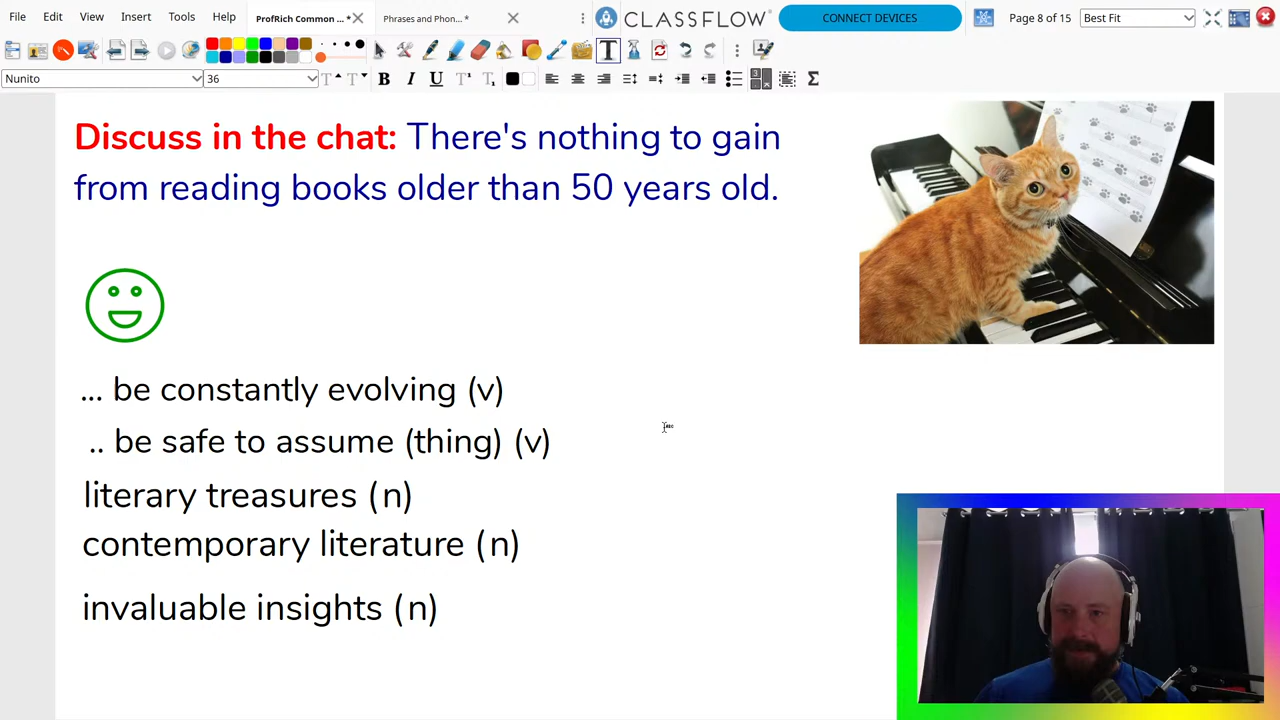 File Edit View Insert Tools Help ProfRich Common ... * Phrases and Phon... * CLASSFLOW CONNECT DEVICES Page 8 of 15 Best Fit
Nunito 36 B I U
Discuss in the chat: There's nothing to gain
from reading books older than 50 years old.
... be constantly evolving (v)
.. be safe to assume (thing) (v)
literary treasures (n)
contemporary literature (n)
invaluable insights (n)